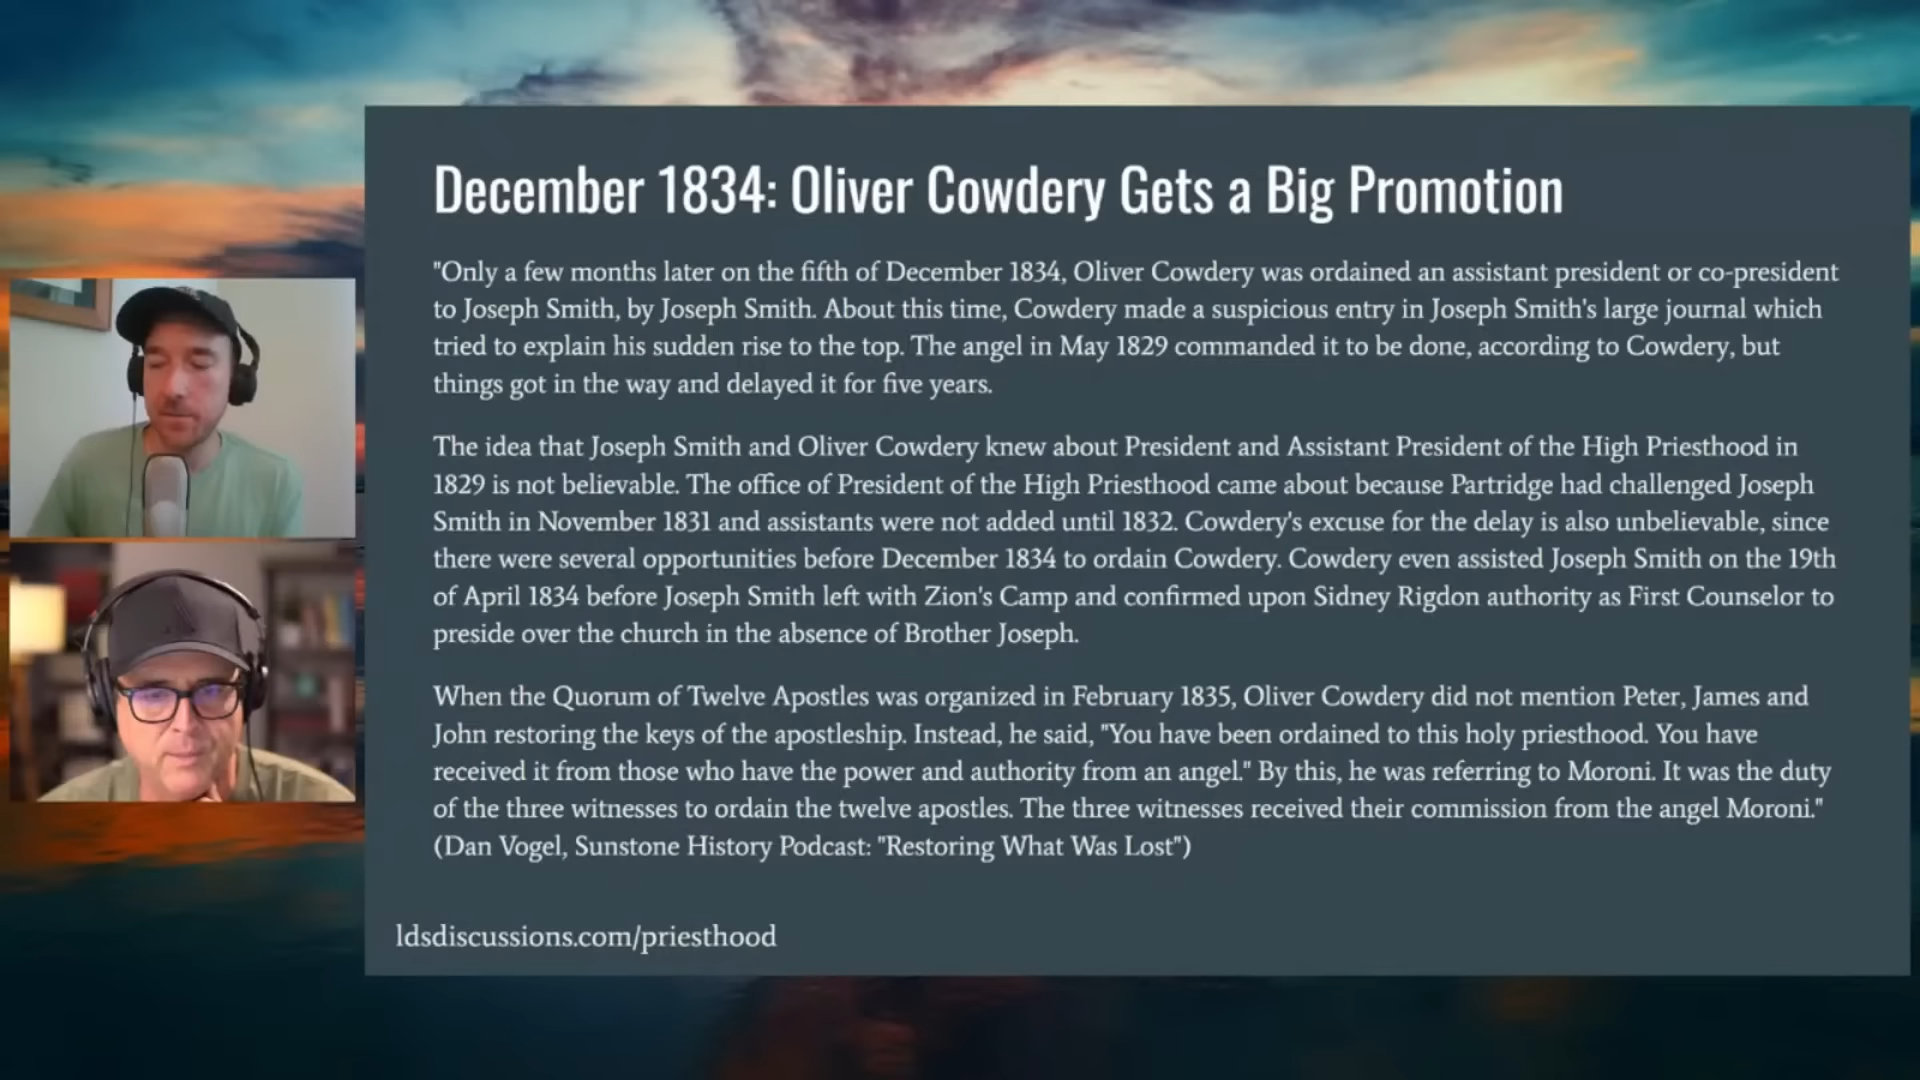 December 1834: Oliver Cowdery Gets a Big Promotion
"Only a few months later on the fifth of December 1834, Oliver Cowdery was ordained an assistant president or co-president
to Joseph Smith, by Joseph Smith. About this time, Cowdery made a suspicious entry in Joseph Smith's large journal which
tried to explain his sudden rise to the top. The angel in May 1829 commanded it to be done, according to Cowdery, but
things got in the way and delayed it for five years.
The idea that Joseph Smith and Oliver Cowdery knew about President and Assistant President of the High Priesthood in
1829 is not believable. The office of President of the High Priesthood came about because Partridge had challenged Joseph
Smith in November 1831 and assistants were not added until 1832. Cowdery's excuse for the delay is also unbelievable, since
there were several opportunities before December 1834 to ordain Cowdery. Cowdery even assisted Joseph Smith on the 19th
of April 1834 before Joseph Smith left with Zion's Camp and confirmed upon Sidney Rigdon authority as First Counselor to
preside over the church in the absence of Brother Joseph.
When the Quorum of Twelve Apostles was organized in February 1835, Oliver Cowdery did not mention Peter, James and
John restoring the keys of the apostleship. Instead, he said, "You have been ordained to this holy priesthood. You have
received it from those who have the power and authority from an angel." By this, he was referring to Moroni. It was the duty
of the three witnesses to ordain the twelve apostles. The three witnesses received their commission from the angel Moroni."
(Dan Vogel, Sunstone History Podcast: "Restoring What Was Lost")
ldsdiscussions.com/priesthood